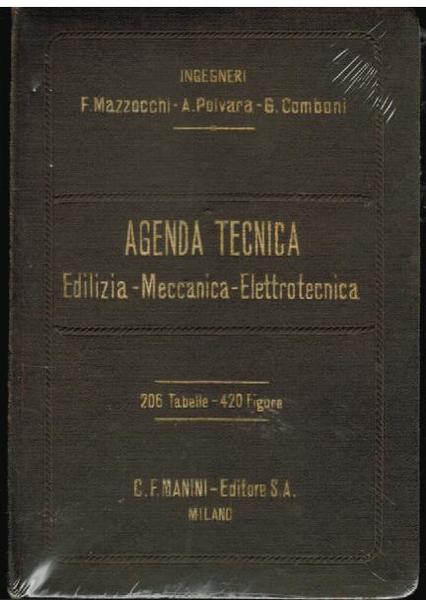 INGEGNERI
F. Mazzocchi - A. Polvara - G. Comboni
AGENDA TECNICA
Edilizia - Meccanica - Elettrotecnica
206 Tabelle - 420 Figure
C. F. MANINI - Editore S.A.
MILANO